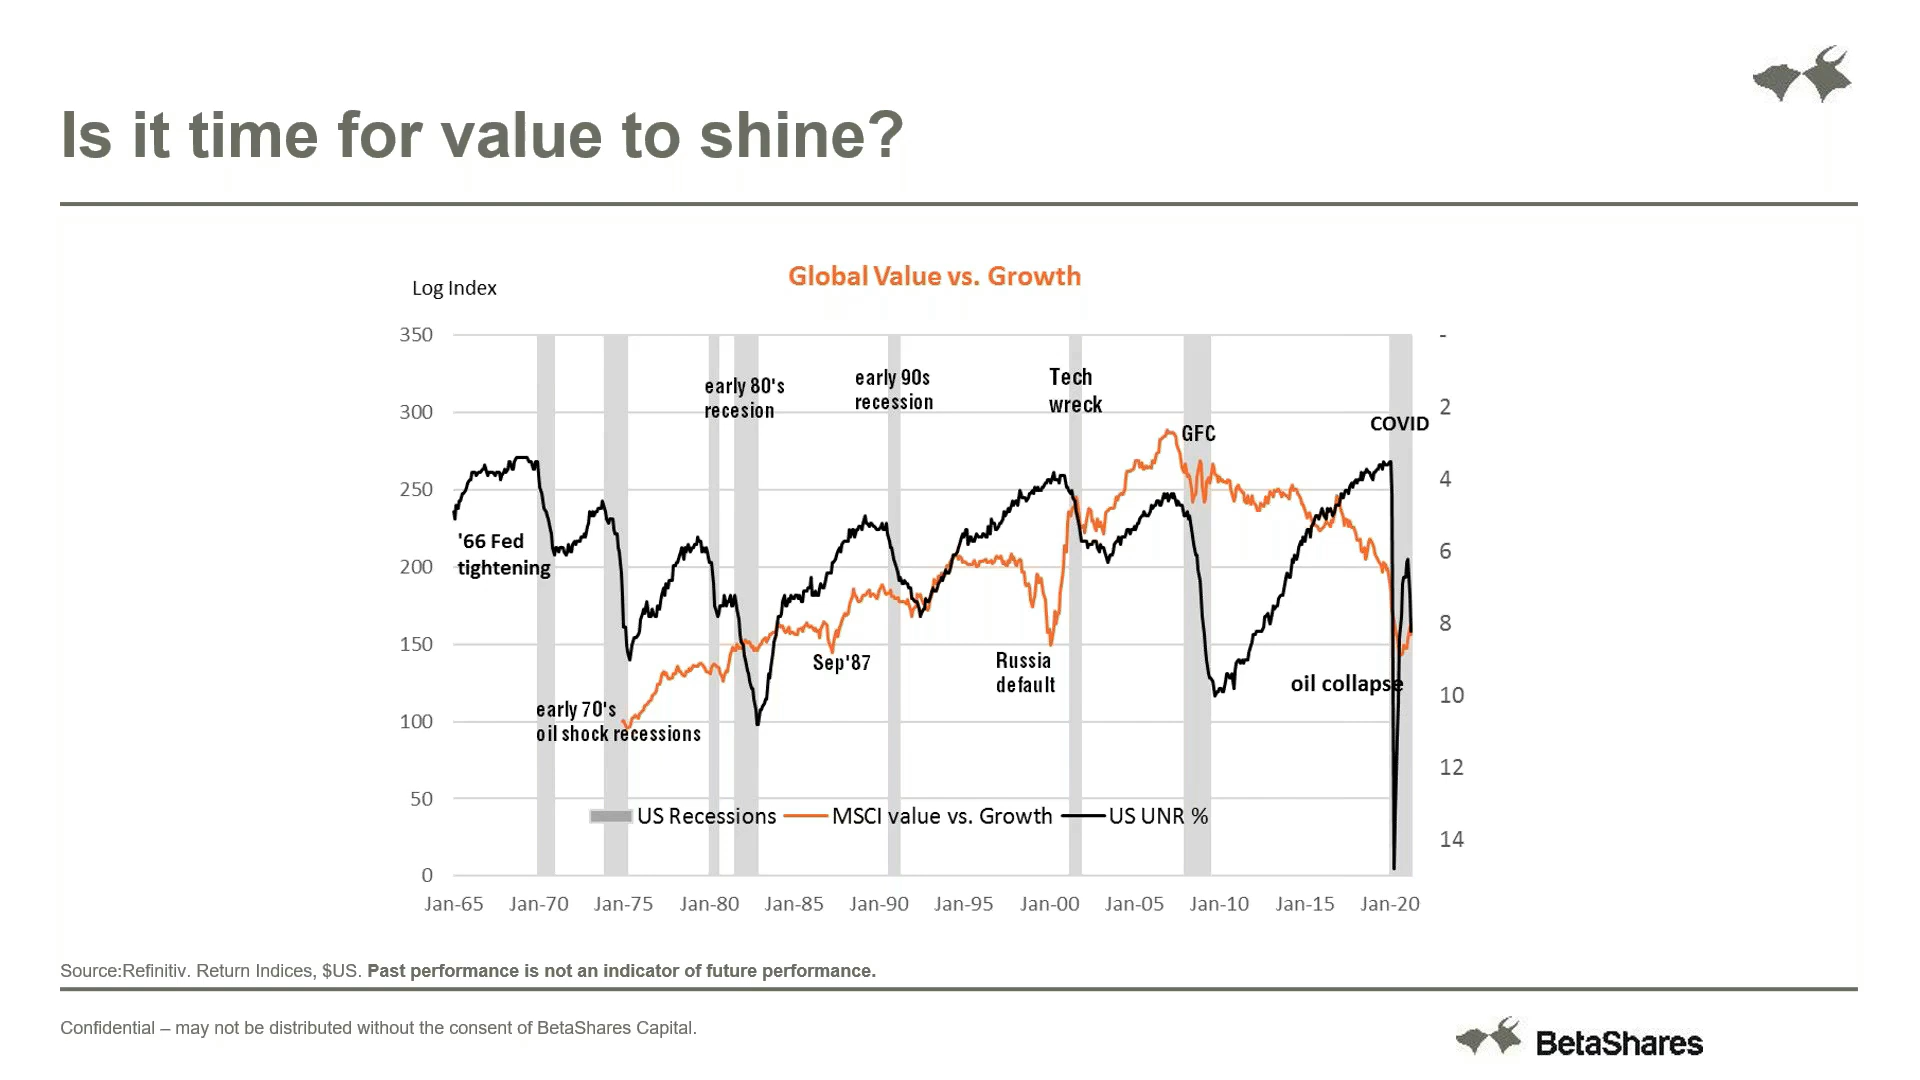 Is it time for value to shine?
Global Value vs. Growth
Log Index
350
300
250
200
150
100
50
0
-
2
4
6
8
10
12
14
early 80's
recesion
early 90s
recession
Tech
wreck
GFC
COVID
'66 Fed
tightening
Sep'87
Russia
default
oil collapse
early 70's
oil shock recessions
US Recessions
MSCI value vs. Growth
US UNR %
Jan-65 Jan-70 Jan-75 Jan-80 Jan-85 Jan-90 Jan-95 Jan-00 Jan-05 Jan-10 Jan-15 Jan-20
Source:Refinitiv. Return Indices, $US. Past performance is not an indicator of future performance.
Confidential – may not be distributed without the consent of BetaShares Capital.
BetaShares